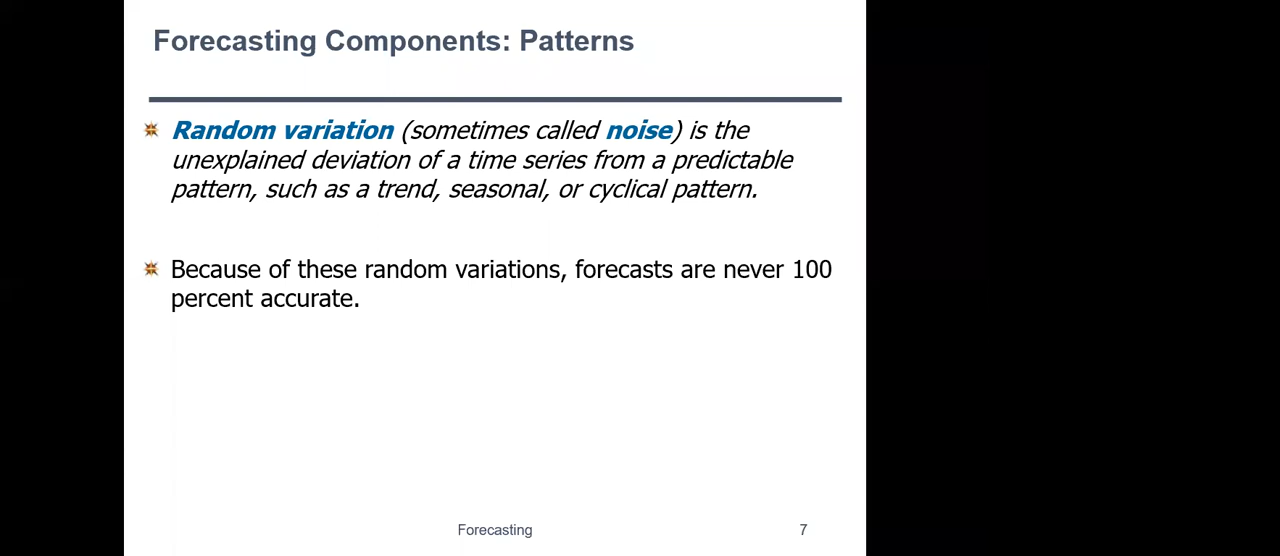 Forecasting Components: Patterns
Random variation (sometimes called noise) is the
unexplained deviation of a time series from a predictable
pattern, such as a trend, seasonal, or cyclical pattern.
Because of these random variations, forecasts are never 100
percent accurate.
Forecasting
7